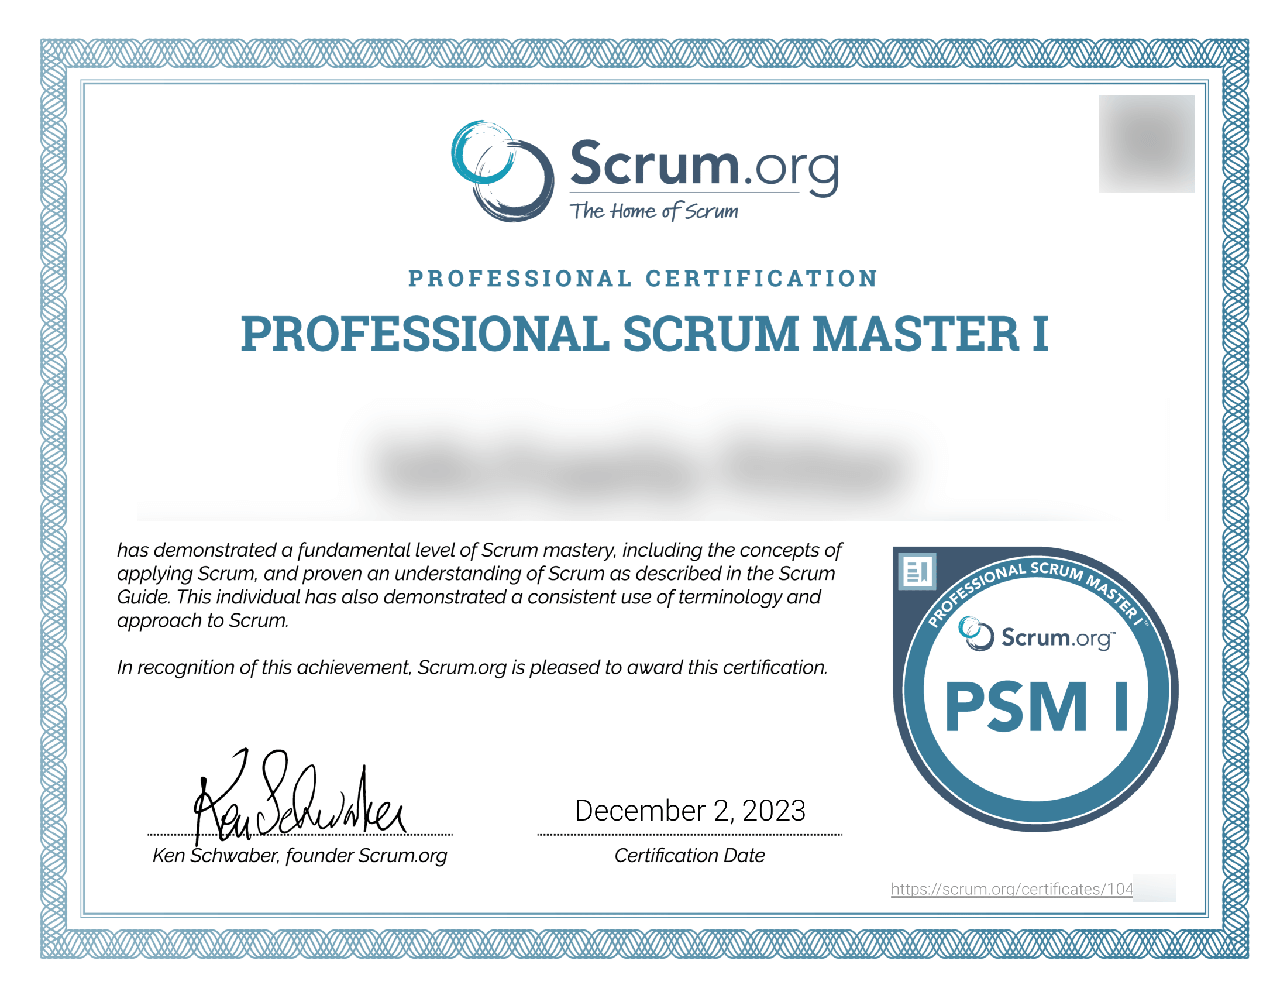 Scrum.org
The Home of Scrum
PROFESSIONAL CERTIFICATION
PROFESSIONAL SCRUM MASTER I
has demonstrated a fundamental level of Scrum mastery, including the concepts of
applying Scrum, and proven an understanding of Scrum as described in the Scrum
Guide. This individual has also demonstrated a consistent use of terminology and
approach to Scrum.
In recognition of this achievement, Scrum.org is pleased to award this certification.
PROFESSIONAL SCRUM MASTER I™
Scrum.org™
PSM I
Ken Schwaber
December 2, 2023
Ken Schwaber, founder Scrum.org
Certification Date
https://scrum.org/certificates/104